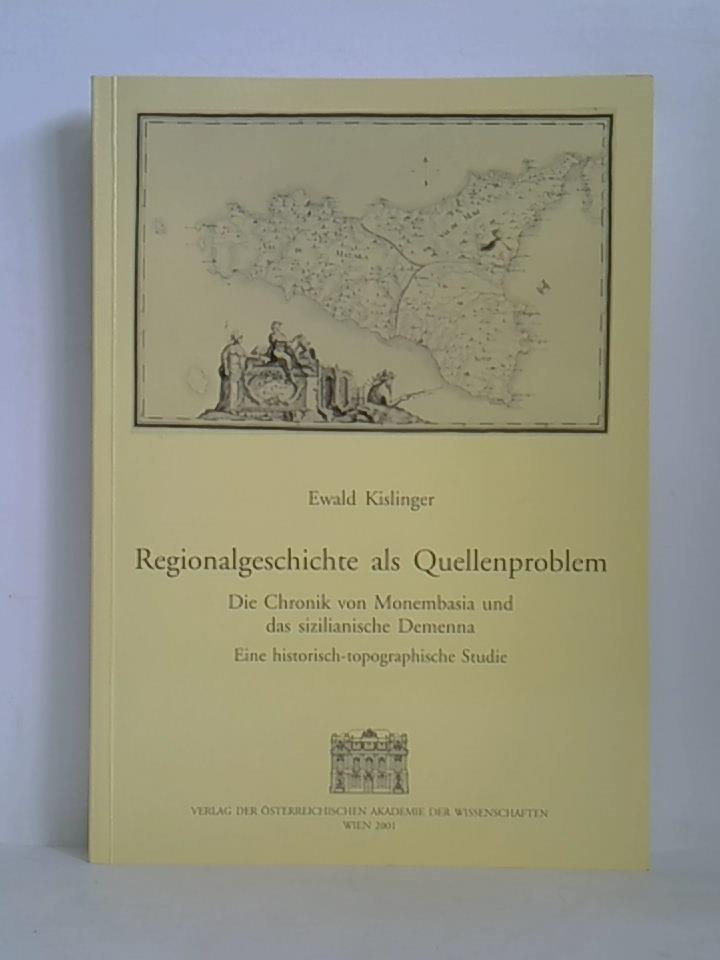 Ewald Kislinger
Regionalgeschichte als Quellenproblem
Die Chronik von Monembasia und
das sizilianische Demenna
Eine historisch-topographische Studie
VERLAG DER ÖSTERREICHISCHEN AKADEMIE DER WISSENSCHAFTEN
WIEN 2001